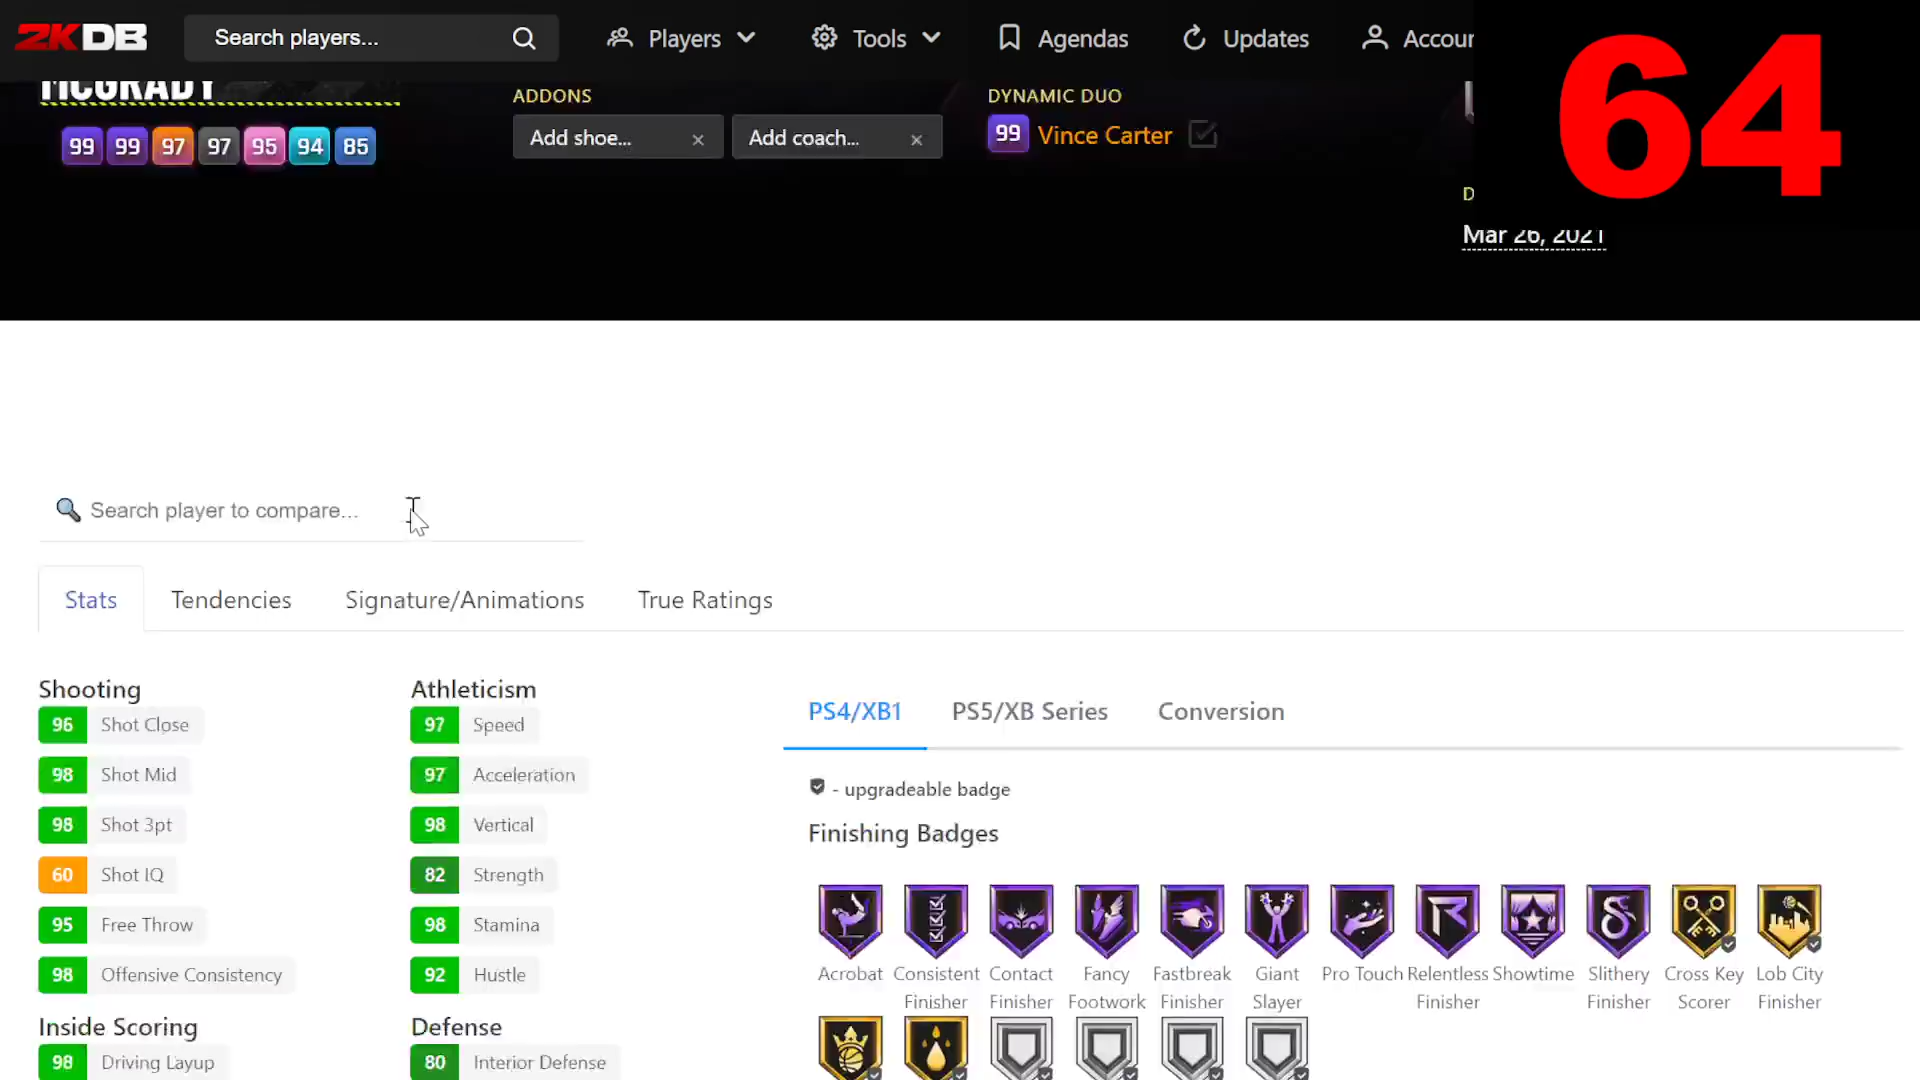 2KDB Search players... Players Tools Agendas Updates Accoun
64
MCGRADY
99 99 97 97 95 94 85
ADDONS
Add shoe... × Add coach... ×
DYNAMIC DUO
99 Vince Carter
D
Mar 26, 2021
Search player to compare...
Stats Tendencies Signature/Animations True Ratings
Shooting
96 Shot Close
98 Shot Mid
98 Shot 3pt
60 Shot IQ
95 Free Throw
98 Offensive Consistency
Inside Scoring
98 Driving Layup
Athleticism
97 Speed
97 Acceleration
98 Vertical
82 Strength
98 Stamina
92 Hustle
Defense
80 Interior Defense
PS4/XB1 PS5/XB Series Conversion
- upgradeable badge
Finishing Badges
Acrobat
Consistent
Finisher
Contact
Finisher
Fancy
Footwork
Fastbreak
Finisher
Giant
Slayer
Pro Touch
Relentless
Finisher
Showtime
Slithery
Finisher
Cross Key
Scorer
Lob City
Finisher